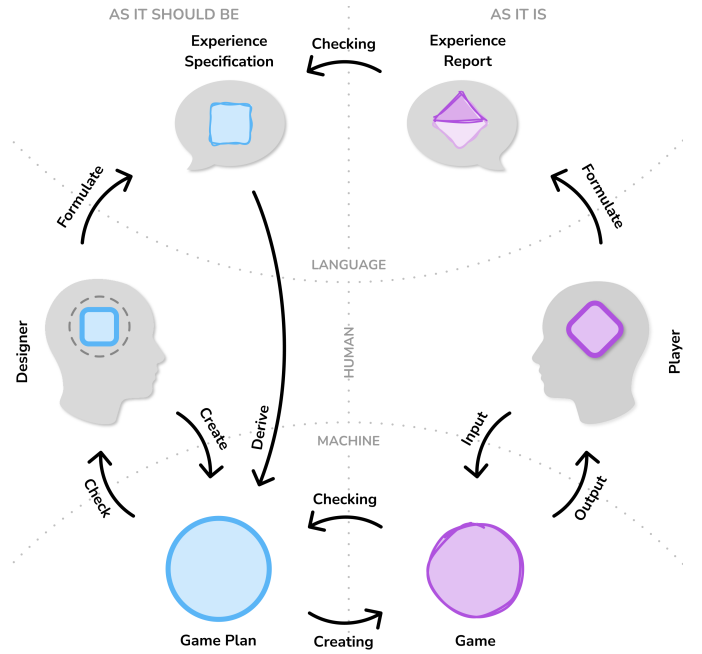 AS IT SHOULD BE
AS IT IS
Experience
Specification
Checking
Experience
Report
Formulate
Formulate
LANGUAGE
Designer
HUMAN
Player
Create
Derive
Input
MACHINE
Check
Output
Checking
Game Plan
Creating
Game